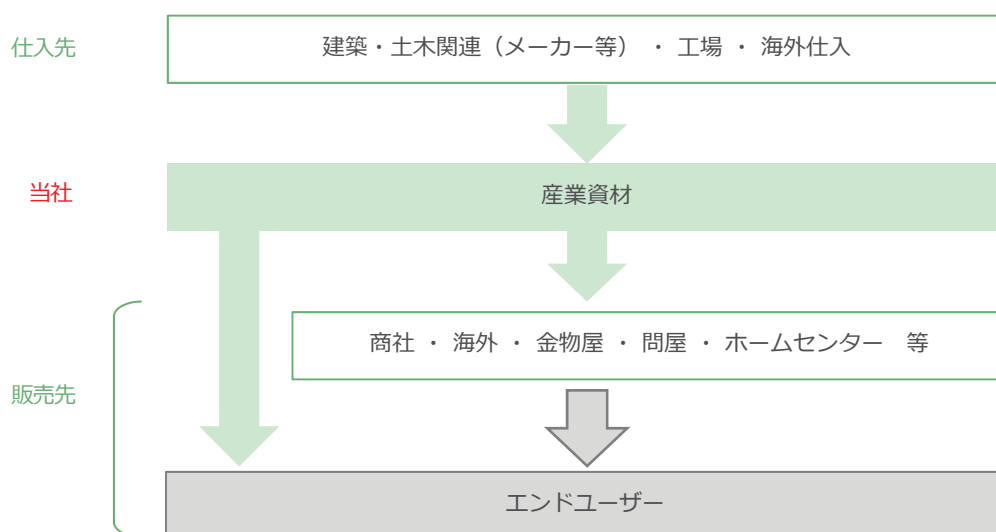 仕入先
建築・土木関連（メーカー等） ・ 工場 ・ 海外仕入
当社
産業資材
商社 ・ 海外 ・ 金物屋 ・ 問屋 ・ ホームセンター　等
販売先
エンドユーザー